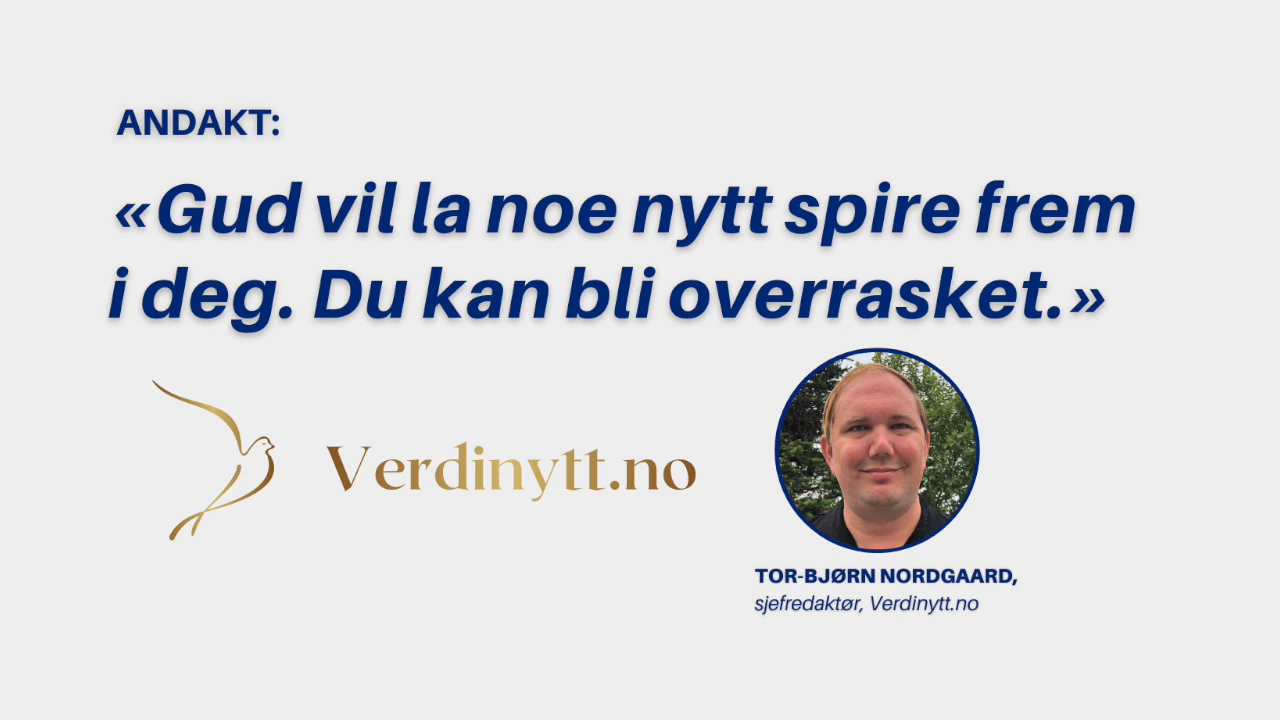 ANDAKT:
«Gud vil la noe nytt spire frem
i deg. Du kan bli overrasket.»
Verdinytt.no
TOR-BJØRN NORDGAARD,
sjefredaktør, Verdinytt.no